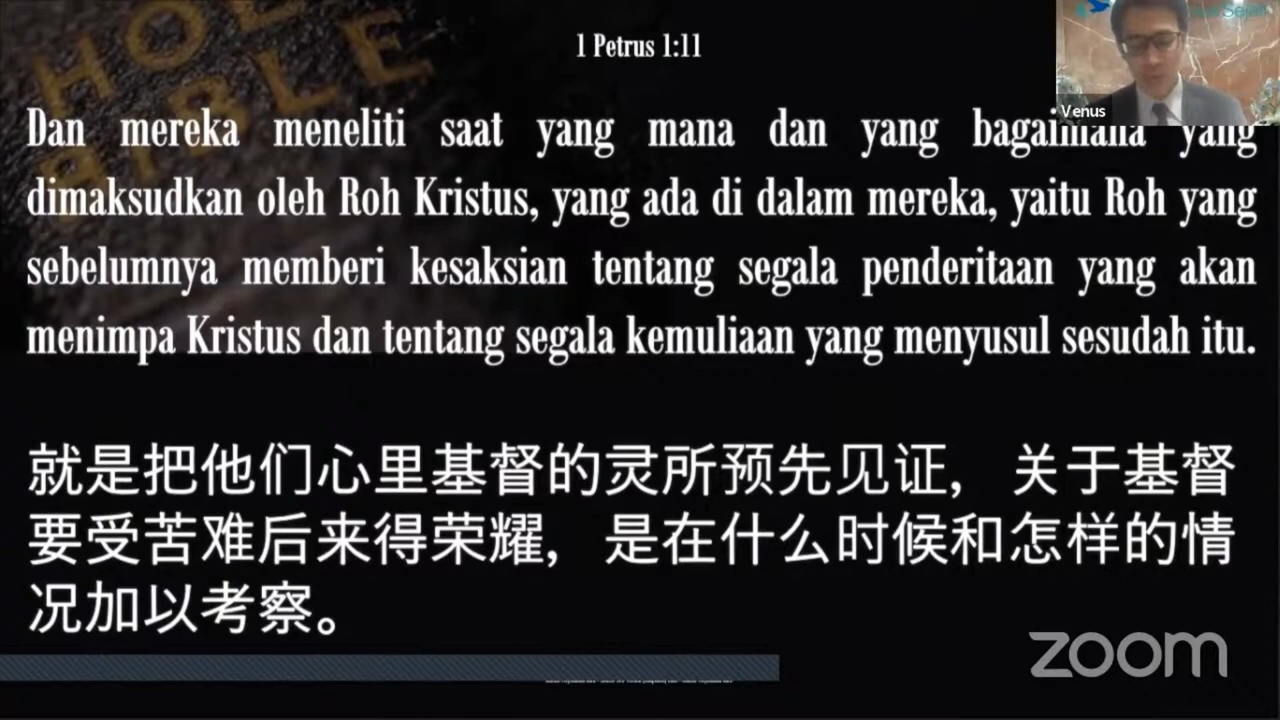 HOLY
BIBLE
1 Petrus 1:11
Venus
Dan mereka meneliti saat yang mana dan yang bagaimana yang
dimaksudkan oleh Roh Kristus, yang ada di dalam mereka, yaitu Roh yang
sebelumnya memberi kesaksian tentang segala penderitaan yang akan
menimpa Kristus dan tentang segala kemuliaan yang menyusul sesudah itu.
就是把他们心里基督的灵所预先见证，关于基督
要受苦难后来得荣耀，是在什么时候和怎样的情
况加以考察。
zoom